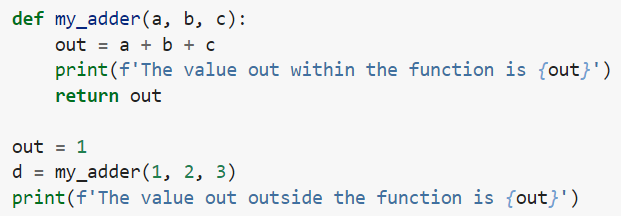 def my_adder(a, b, c):
    out = a + b + c
    print(f'The value out within the function is {out}')
    return out

out = 1
d = my_adder(1, 2, 3)
print(f'The value out outside the function is {out}')